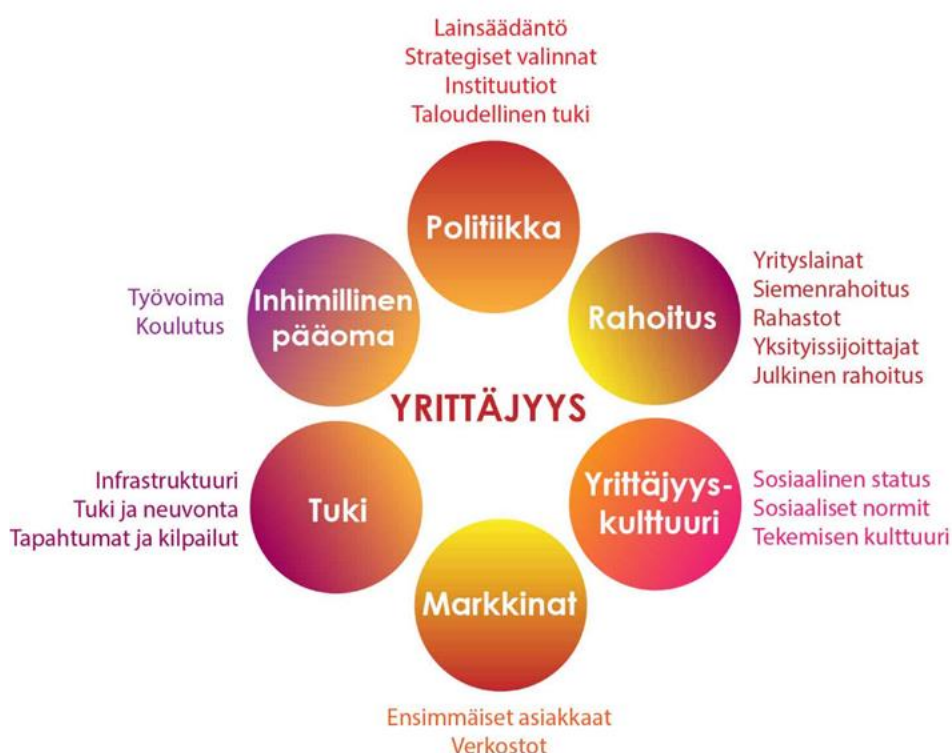 Lainsäädäntö
Strategiset valinnat
Instituutiot
Taloudellinen tuki
Politiikka
Työvoima
Koulutus
Inhimillinen
pääoma
Rahoitus
Yrityslainat
Siemenrahoitus
Rahastot
Yksityissijoittajat
Julkinen rahoitus
YRITTÄJYYS
Infrastruktuuri
Tuki ja neuvonta
Tapahtumat ja kilpailut
Tuki
Yrittäjyys-
kulttuuri
Sosiaalinen status
Sosiaaliset normit
Tekemisen kulttuuri
Markkinat
Ensimmäiset asiakkaat
Verkostot